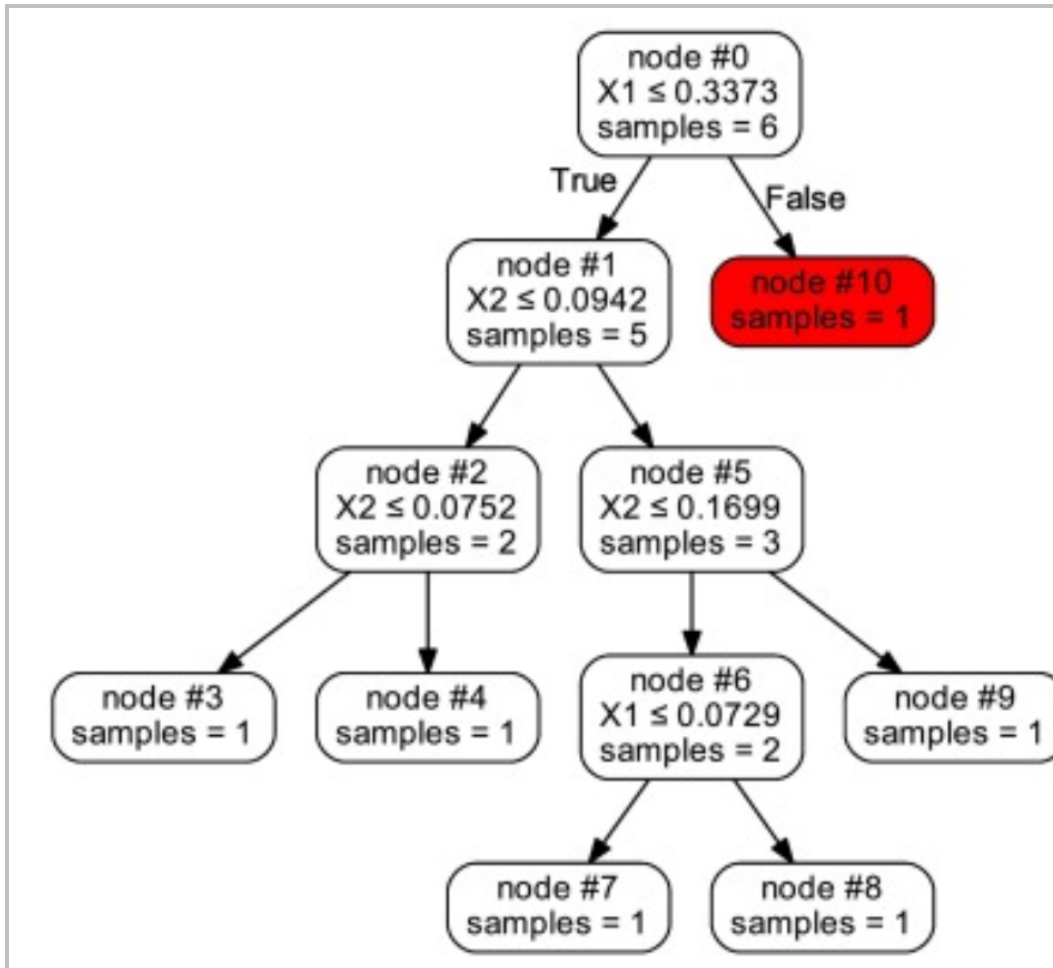 node #0
X1 ≤ 0.3373
samples = 6
True
False
node #1
X2 ≤ 0.0942
samples = 5
node #10
samples = 1
node #2
X2 ≤ 0.0752
samples = 2
node #5
X2 ≤ 0.1699
samples = 3
node #3
samples = 1
node #4
samples = 1
node #6
X1 ≤ 0.0729
samples = 2
node #9
samples = 1
node #7
samples = 1
node #8
samples = 1